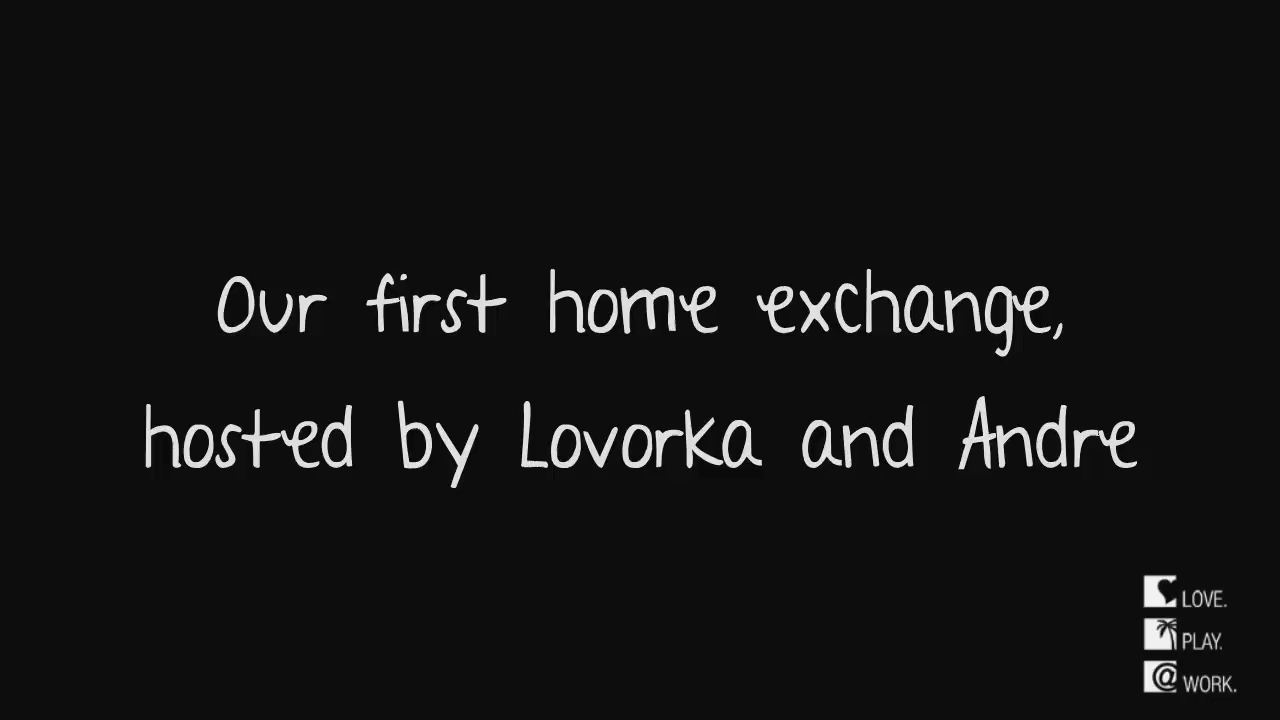 Our first home exchange,
hosted by Lovorka and Andre
LOVE.
PLAY.
@ WORK.